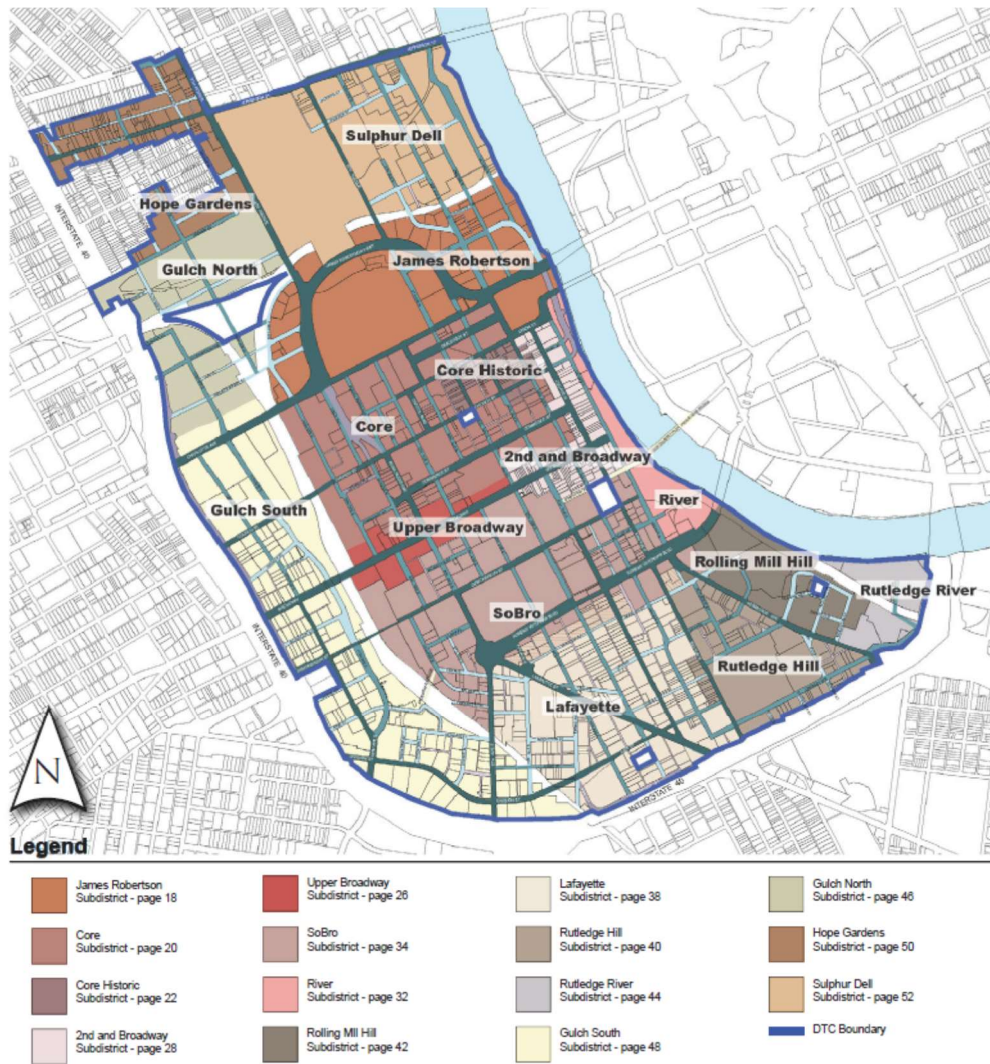 Sulphur Dell
Hope Gardens
INTERSTATE 40
Gulch North
James Robertson
Core Historic
Core
2nd and Broadway
Gulch South
River
Upper Broadway
Rolling Mill Hill
Rutledge River
SoBro
INTERSTATE 40
Rutledge Hill
Lafayette
N
INTERSTATE 40
Legend
James Robertson
Subdistrict - page 18
Core
Subdistrict - page 20
Core Historic
Subdistrict - page 22
2nd and Broadway
Subdistrict - page 28
Upper Broadway
Subdistrict - page 26
SoBro
Subdistrict - page 34
River
Subdistrict - page 32
Rolling MIl Hill
Subdistrict - page 42
Lafayette
Subdistrict - page 38
Rutledge Hill
Subdistrict - page 40
Rutledge River
Subdistrict - page 44
Gulch South
Subdistrict - page 48
Gulch North
Subdistrict - page 46
Hope Gardens
Subdistrict - page 50
Sulphur Dell
Subdistrict - page 52
DTC Boundary